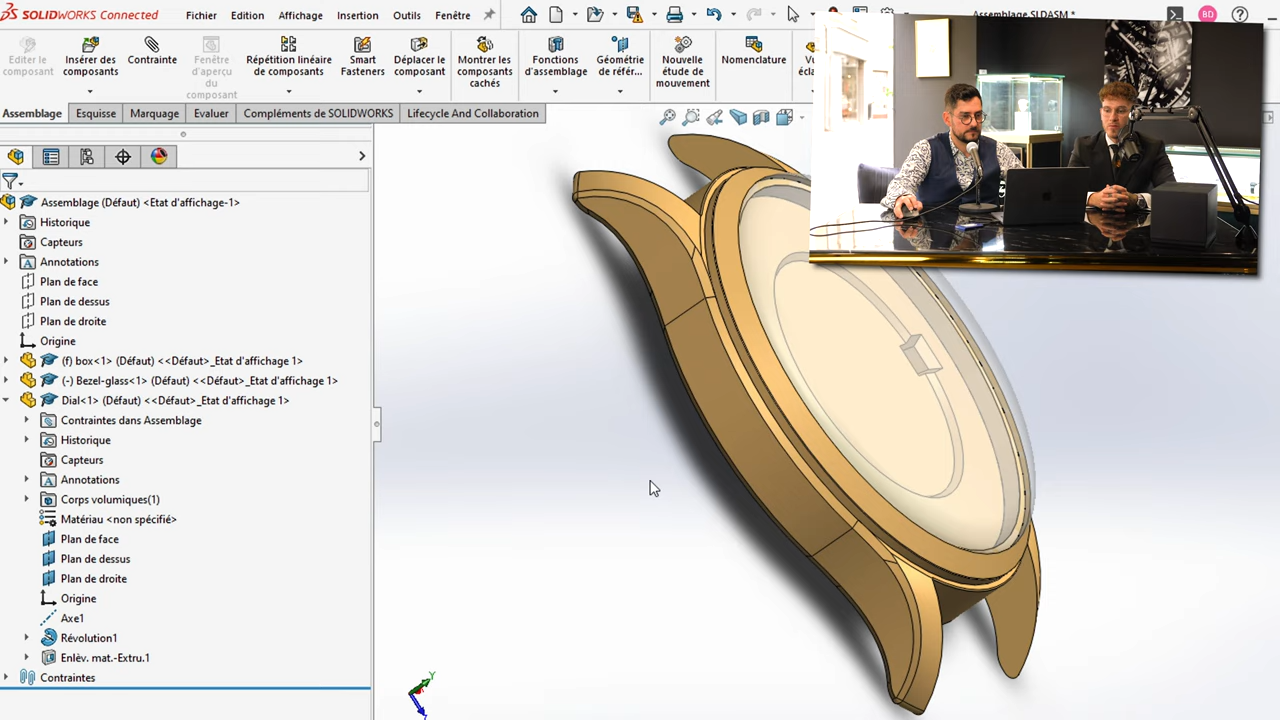 SOLIDWORKS Connected
Fichier Edition Affichage Insertion Outils Fenêtre
Assemblage.SLDASM *
BD
Editer le composant
Insérer des composants
Contrainte
Fenêtre d'aperçu du composant
Répétition linéaire de composants
Smart Fasteners
Déplacer le composant
Montrer les composants cachés
Fonctions d'assemblage
Géométrie de référ...
Nouvelle étude de mouvement
Nomenclature
Assemblage Esquisse Marquage Evaluer Compléments de SOLIDWORKS Lifecycle And Collaboration
Assemblage (Défaut) <Etat d'affichage-1>
Historique
Capteurs
Annotations
Plan de face
Plan de dessus
Plan de droite
Origine
(f) box<1> (Défaut) <<Défaut>_Etat d'affichage 1>
(-) Bezel-glass<1> (Défaut) <<Défaut>_Etat d'affichage 1>
Dial<1> (Défaut) <<Défaut>_Etat d'affichage 1>
Contraintes dans Assemblage
Historique
Capteurs
Annotations
Corps volumiques(1)
Matériau <non spécifié>
Plan de face
Plan de dessus
Plan de droite
Origine
Axe1
Révolution1
Enlèv. mat.-Extru.1
Contraintes
Y